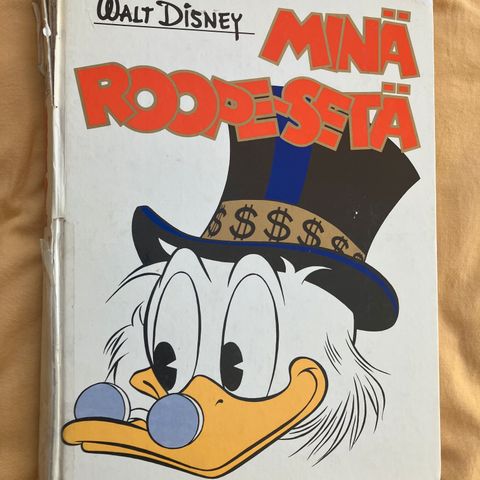 WALT DISNEY
MINÄ
ROOPE-SETÄ
$ $ $ $ $ $